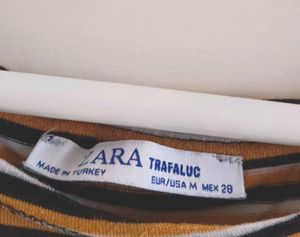 ZARA TRAFALUC
MADE IN TURKEY
EUR/USA M MEX 28